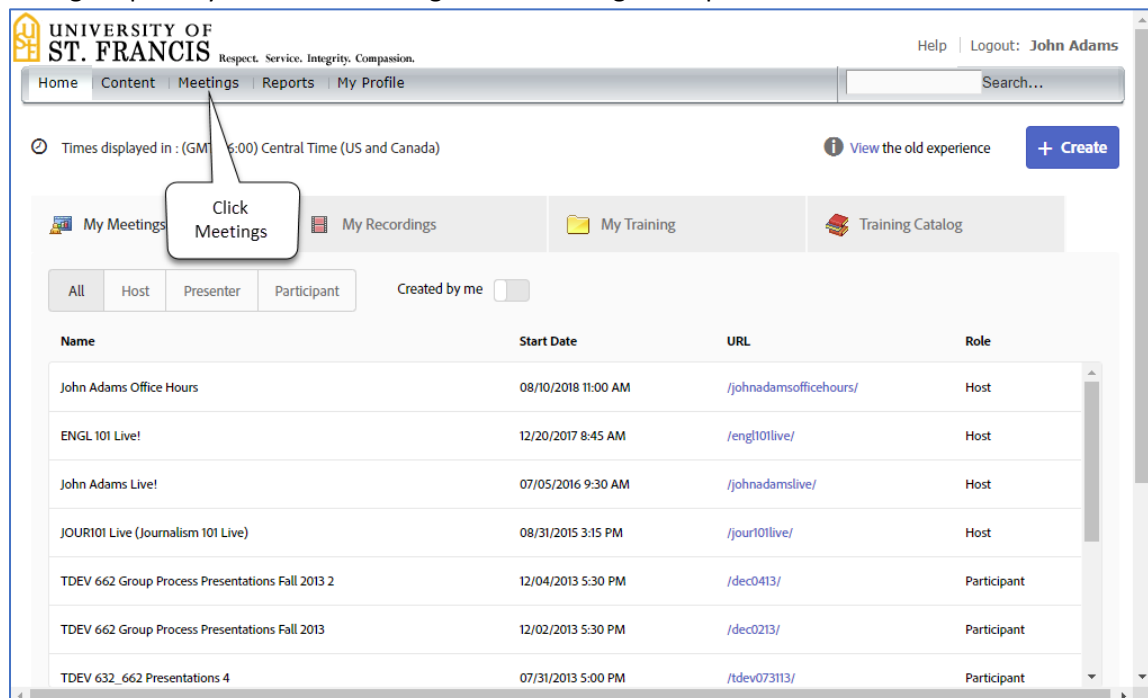 UNIVERSITY OF
ST. FRANCIS Respect. Service. Integrity. Compassion.
Help | Logout: John Adams
Home | Content | Meetings | Reports | My Profile
Search...
Times displayed in : (GM 6:00) Central Time (US and Canada)
View the old experience
+ Create
Click
Meetings
My Meetings
My Recordings
My Training
Training Catalog
All Host Presenter Participant Created by me
Name Start Date URL Role
John Adams Office Hours 08/10/2018 11:00 AM /johnadamsofficehours/ Host
ENGL 101 Live! 12/20/2017 8:45 AM /engl101live/ Host
John Adams Live! 07/05/2016 9:30 AM /johnadamslive/ Host
JOUR101 Live (Journalism 101 Live) 08/31/2015 3:15 PM /jour101live/ Host
TDEV 662 Group Process Presentations Fall 2013 2 12/04/2013 5:30 PM /dec0413/ Participant
TDEV 662 Group Process Presentations Fall 2013 12/02/2013 5:30 PM /dec0213/ Participant
TDEV 632_662 Presentations 4 07/31/2013 5:00 PM /tdev073113/ Participant